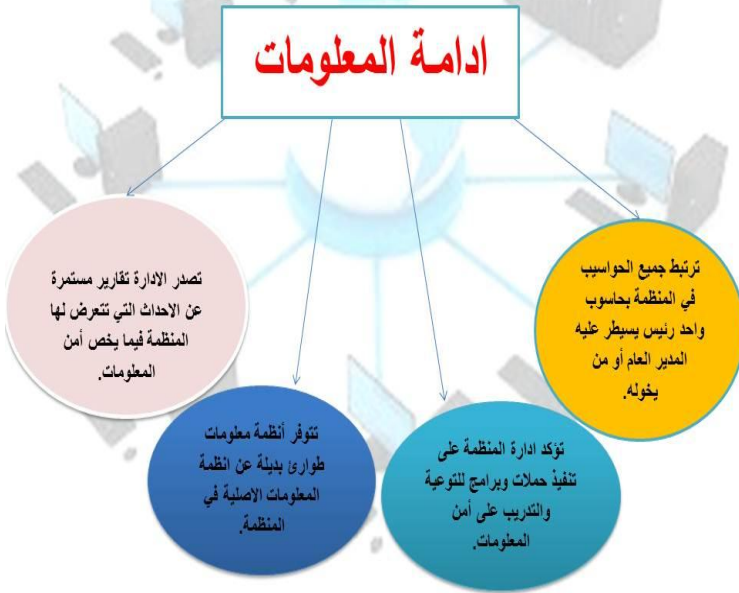 ادامة المعلومات
ترتبط جميع الحواسيب
في المنظمة بحاسوب
واحد رئيس يسيطر عليه
المدير العام أو من
يخوله.
تؤكد ادارة المنظمة على
تنفيذ حملات وبرامج للتوعية
والتدريب على أمن
المعلومات.
تتوفر أنظمة معلومات
طوارئ بديلة عن انظمة
المعلومات الاصلية في
المنظمة.
تصدر الادارة تقارير مستمرة
عن الاحداث التي تتعرض لها
المنظمة فيما يخص أمن
المعلومات.